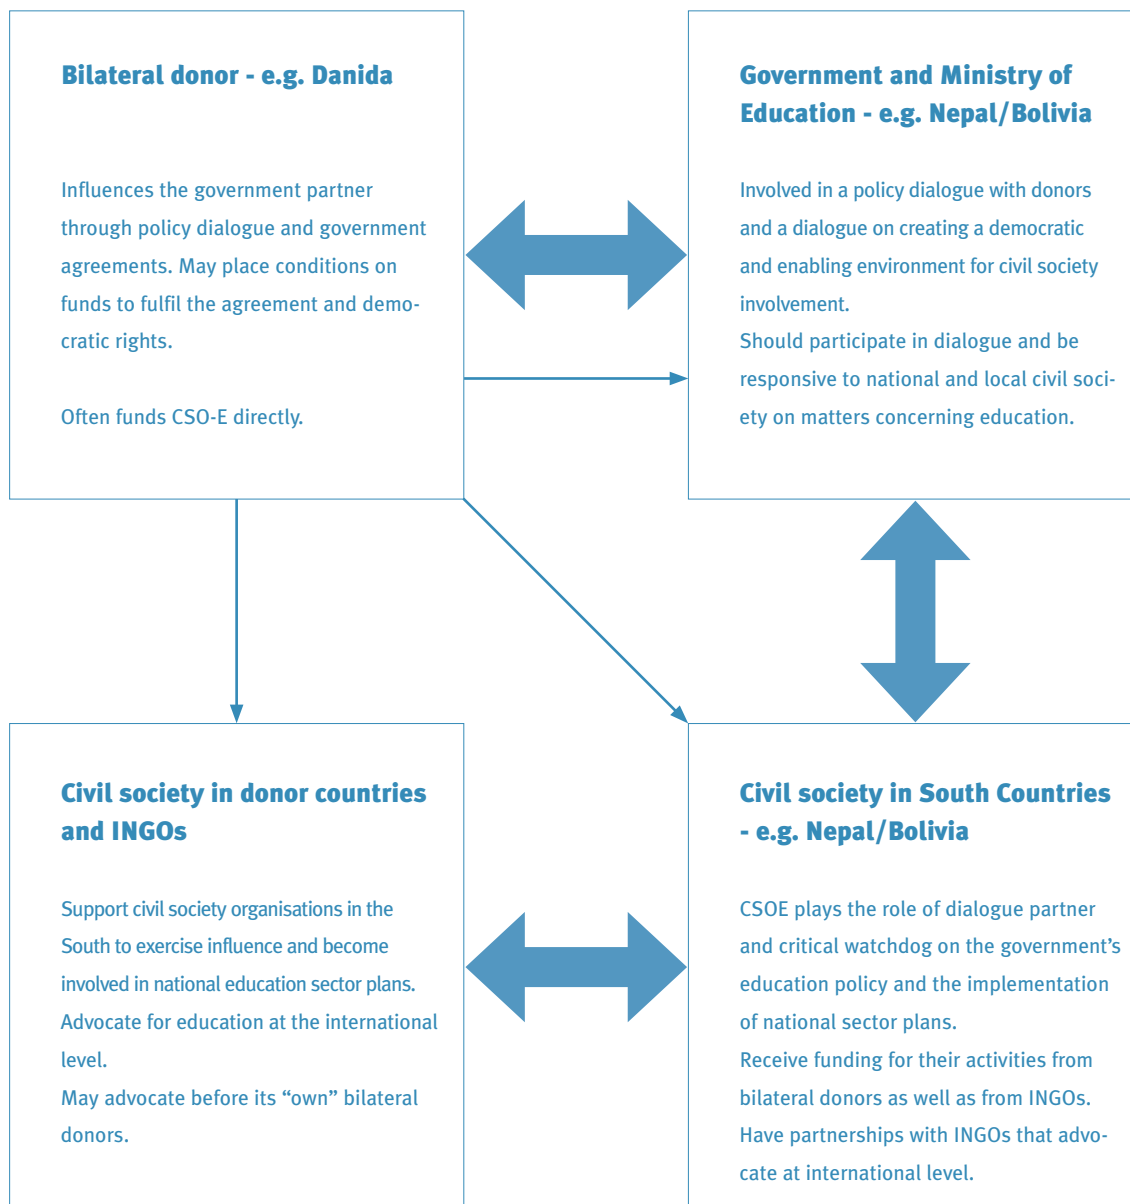 Bilateral donor - e.g. Danida
Influences the government partner
through policy dialogue and government
agreements. May place conditions on
funds to fulfil the agreement and demo-
cratic rights.
Often funds CSO-E directly.
Government and Ministry of
Education - e.g. Nepal/Bolivia
Involved in a policy dialogue with donors
and a dialogue on creating a democratic
and enabling environment for civil society
involvement.
Should participate in dialogue and be
responsive to national and local civil soci-
ety on matters concerning education.
Civil society in donor countries
and INGOs
Support civil society organisations in the
South to exercise influence and become
involved in national education sector plans.
Advocate for education at the international
level.
May advocate before its “own” bilateral
donors.
Civil society in South Countries
- e.g. Nepal/Bolivia
CSOE plays the role of dialogue partner
and critical watchdog on the government’s
education policy and the implementation
of national sector plans.
Receive funding for their activities from
bilateral donors as well as from INGOs.
Have partnerships with INGOs that advo-
cate at international level.